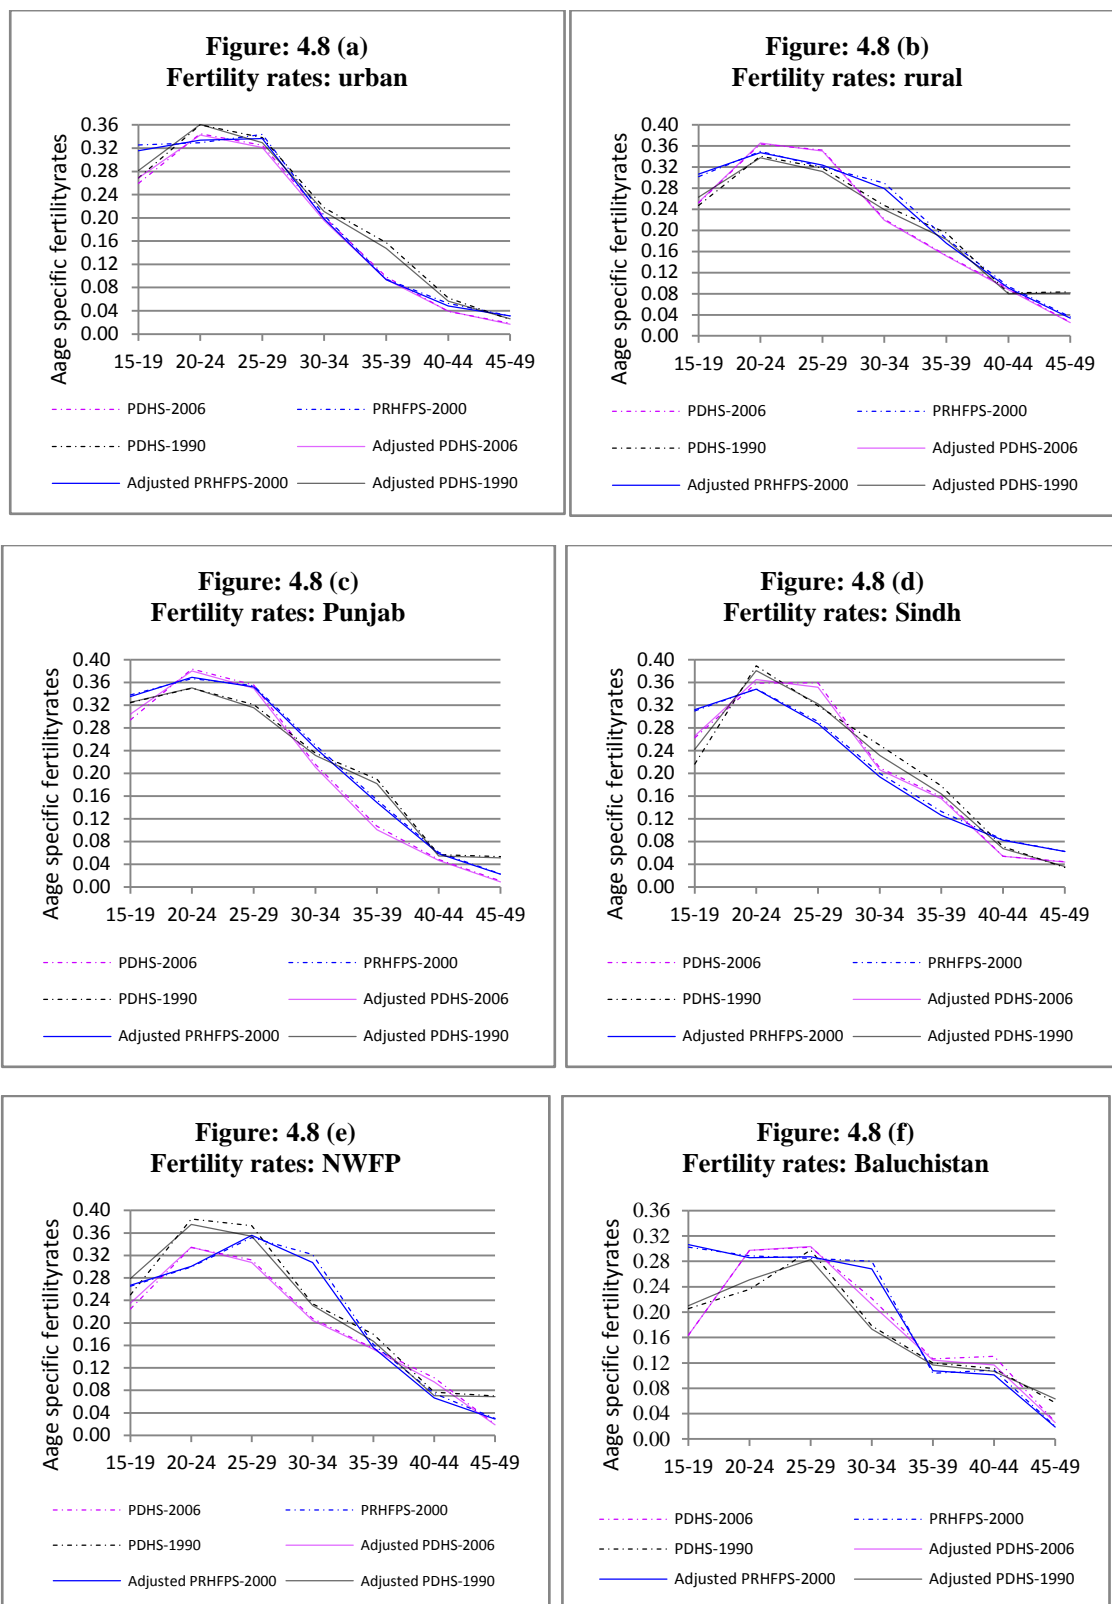 Figure: 4.8 (a)
Fertility rates: urban
Aage specific fertilityrates
0.36
0.32
0.28
0.24
0.20
0.16
0.12
0.08
0.04
0.00
15-19 20-24 25-29 30-34 35-39 40-44 45-49
PDHS-2006 PRHFPS-2000
PDHS-1990 Adjusted PDHS-2006
Adjusted PRHFPS-2000 Adjusted PDHS-1990
Figure: 4.8 (b)
Fertility rates: rural
Aage specific fertilityrates
0.40
0.36
0.32
0.28
0.24
0.20
0.16
0.12
0.08
0.04
0.00
15-19 20-24 25-29 30-34 35-39 40-44 45-49
PDHS-2006 PRHFPS-2000
PDHS-1990 Adjusted PDHS-2006
Adjusted PRHFPS-2000 Adjusted PDHS-1990
Figure: 4.8 (c)
Fertility rates: Punjab
Aage specific fertilityrates
0.40
0.36
0.32
0.28
0.24
0.20
0.16
0.12
0.08
0.04
0.00
15-19 20-24 25-29 30-34 35-39 40-44 45-49
PDHS-2006 PRHFPS-2000
PDHS-1990 Adjusted PDHS-2006
Adjusted PRHFPS-2000 Adjusted PDHS-1990
Figure: 4.8 (d)
Fertility rates: Sindh
Aage specific fertilityrates
0.40
0.36
0.32
0.28
0.24
0.20
0.16
0.12
0.08
0.04
0.00
15-19 20-24 25-29 30-34 35-39 40-44 45-49
PDHS-2006 PRHFPS-2000
PDHS-1990 Adjusted PDHS-2006
Adjusted PRHFPS-2000 Adjusted PDHS-1990
Figure: 4.8 (e)
Fertility rates: NWFP
Aage specific fertilityrates
0.40
0.36
0.32
0.28
0.24
0.20
0.16
0.12
0.08
0.04
0.00
15-19 20-24 25-29 30-34 35-39 40-44 45-49
PDHS-2006 PRHFPS-2000
PDHS-1990 Adjusted PDHS-2006
Adjusted PRHFPS-2000 Adjusted PDHS-1990
Figure: 4.8 (f)
Fertility rates: Baluchistan
Aage specific fertilityrates
0.36
0.32
0.28
0.24
0.20
0.16
0.12
0.08
0.04
0.00
15-19 20-24 25-29 30-34 35-39 40-44 45-49
PDHS-2006 PRHFPS-2000
PDHS-1990 Adjusted PDHS-2006
Adjusted PRHFPS-2000 Adjusted PDHS-1990